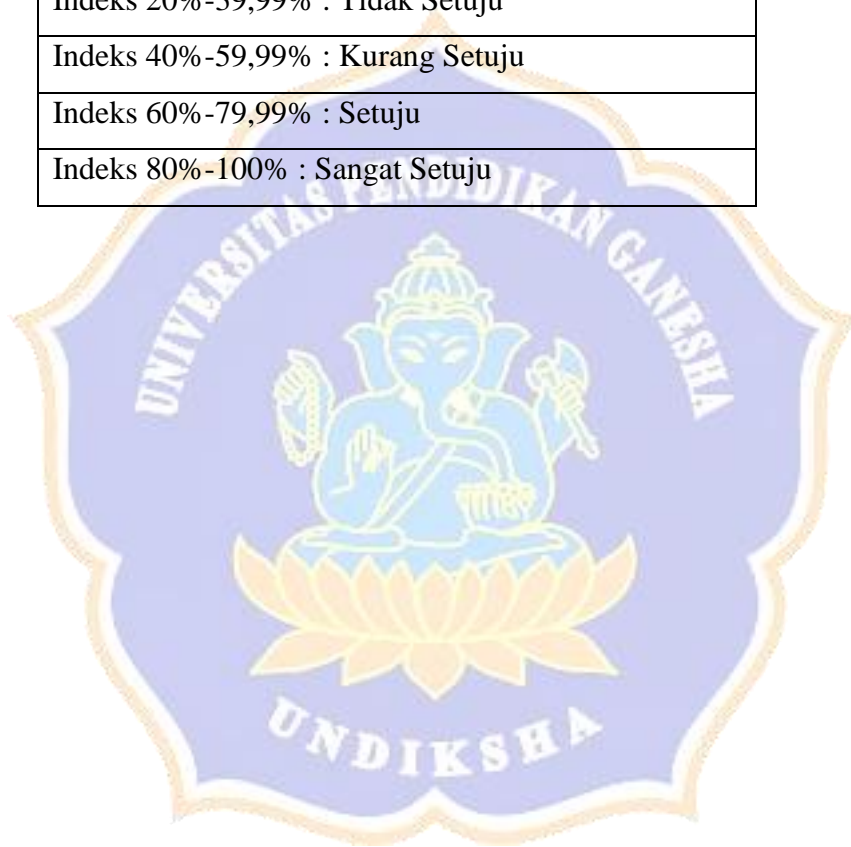 Indeks 20%-39,99% : Tidak Setuju
Indeks 40%-59,99% : Kurang Setuju
Indeks 60%-79,99% : Setuju
Indeks 80%-100% : Sangat Setuju
UNIVERSITAS PENDIDIKAN GANESHA
UNDIKSHA